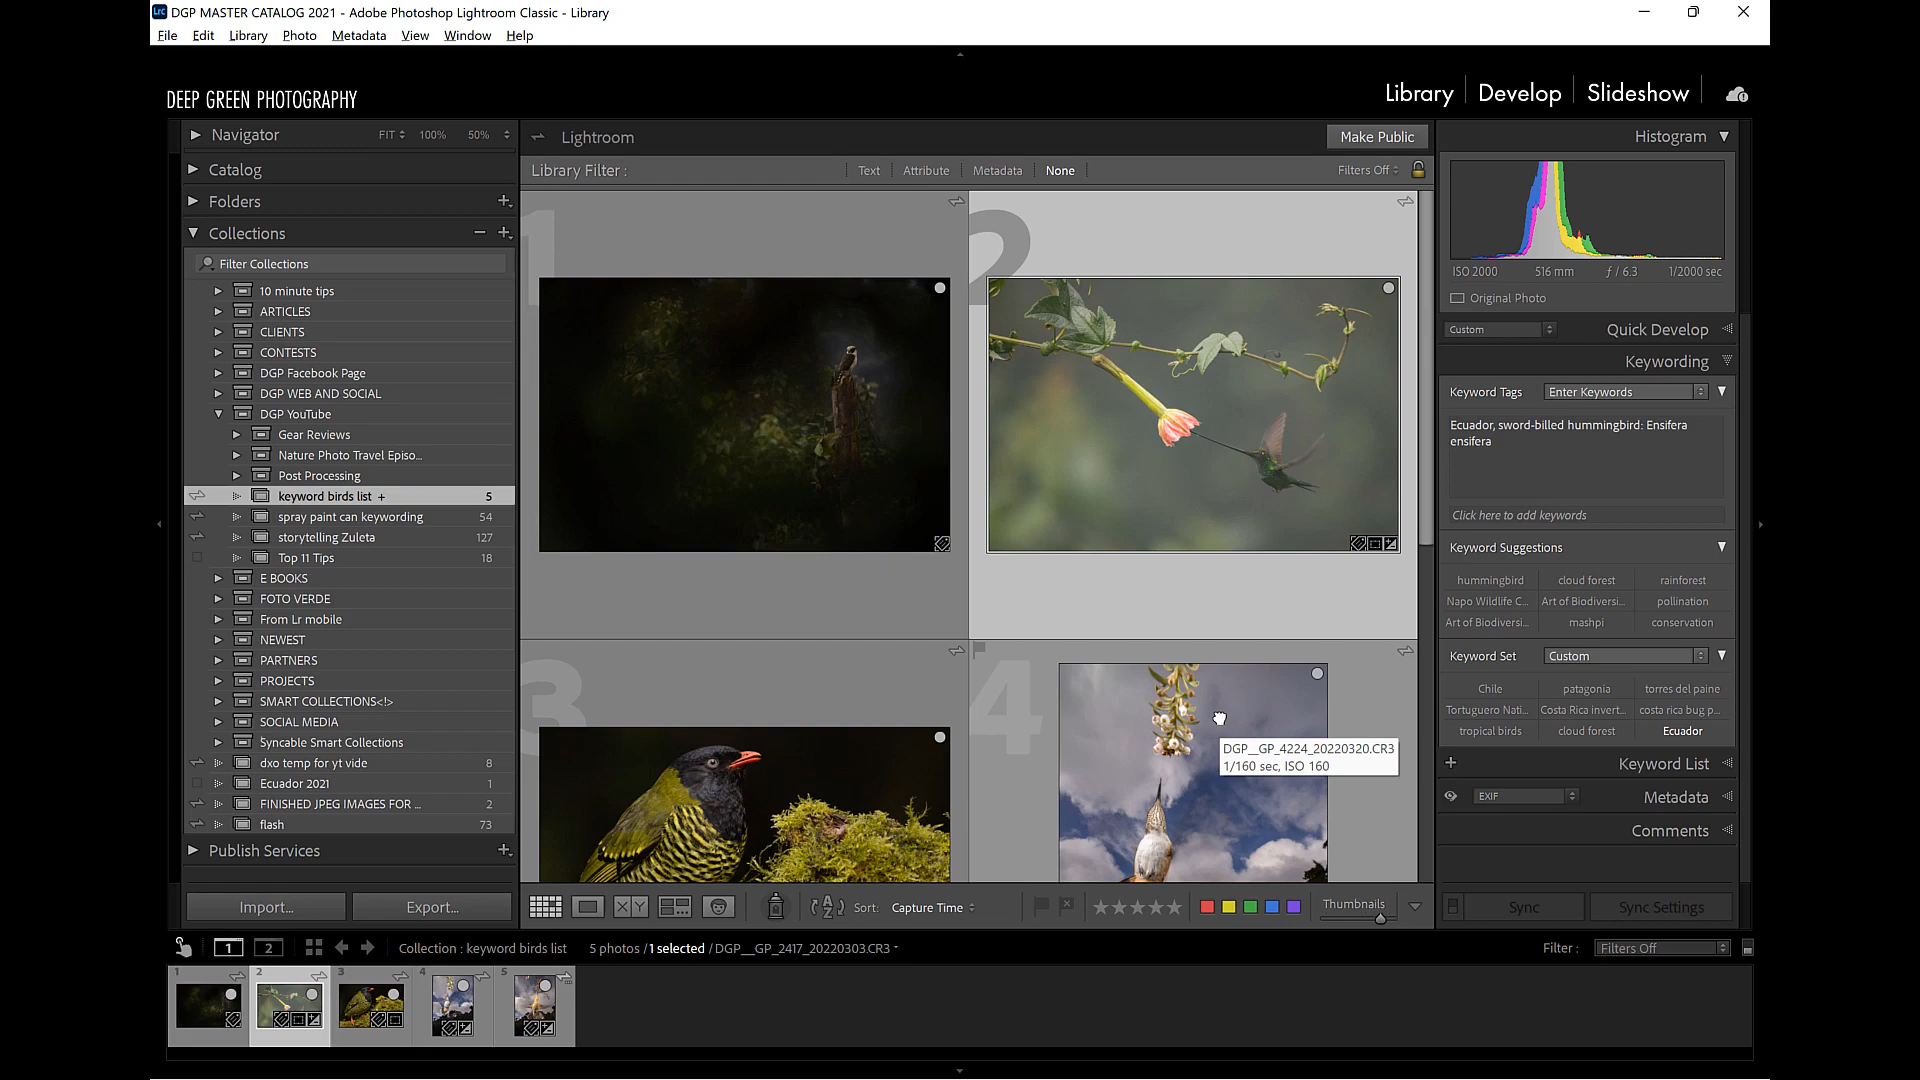 DGP MASTER CATALOG 2021 - Adobe Photoshop Lightroom Classic - Library
File Edit Library Photo Metadata View Window Help
DEEP GREEN PHOTOGRAPHY
Library Develop Slideshow
Navigator FIT 100% 50%
Catalog
Folders
Collections
Filter Collections
10 minute tips
ARTICLES
CLIENTS
CONTESTS
DGP Facebook Page
DGP WEB AND SOCIAL
DGP YouTube
Gear Reviews
Nature Photo Travel Episo...
Post Processing
keyword birds list + 5
spray paint can keywording 54
storytelling Zuleta 127
Top 11 Tips 18
E BOOKS
FOTO VERDE
From Lr mobile
NEWEST
PARTNERS
PROJECTS
SMART COLLECTIONS<!>
SOCIAL MEDIA
Syncable Smart Collections
dxo temp for yt vide 8
Ecuador 2021 1
FINISHED JPEG IMAGES FOR ... 2
flash 73
Publish Services
Import... Export...
Lightroom Make Public
Library Filter : Text Attribute Metadata None Filters Off
1 2
3 4
DGP__GP_4224_20220320.CR3
1/160 sec, ISO 160
XY Sort: Capture Time Thumbnails
Histogram
ISO 2000 516 mm ƒ / 6.3 1/2000 sec
Original Photo
Custom Quick Develop
Keywording
Keyword Tags Enter Keywords
Ecuador, sword-billed hummingbird: Ensifera
ensifera
Click here to add keywords
Keyword Suggestions
hummingbird cloud forest rainforest
Napo Wildlife C... Art of Biodiversi... pollination
Art of Biodiversi... mashpi conservation
Keyword Set Custom
Chile patagonia torres del paine
Tortuguero Nati... Costa Rica invert... costa rica bug p...
tropical birds cloud forest Ecuador
Keyword List
EXIF Metadata
Comments
Sync Sync Settings
1 2 Collection : keyword birds list 5 photos / 1 selected / DGP__GP_2417_20220303.CR3 Filter : Filters Off
1 2 3 4 5